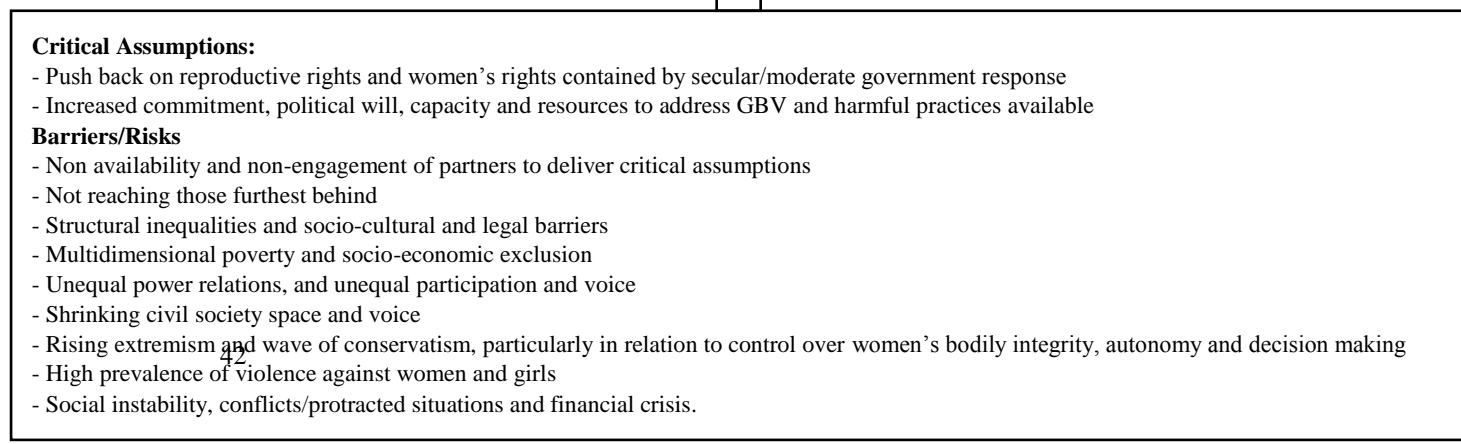 Critical Assumptions:
- Push back on reproductive rights and women’s rights contained by secular/moderate government response
- Increased commitment, political will, capacity and resources to address GBV and harmful practices available
Barriers/Risks
- Non availability and non-engagement of partners to deliver critical assumptions
- Not reaching those furthest behind
- Structural inequalities and socio-cultural and legal barriers
- Multidimensional poverty and socio-economic exclusion
- Unequal power relations, and unequal participation and voice
- Shrinking civil society space and voice
- Rising extremism and wave of conservatism, particularly in relation to control over women’s bodily integrity, autonomy and decision making
42
- High prevalence of violence against women and girls
- Social instability, conflicts/protracted situations and financial crisis.